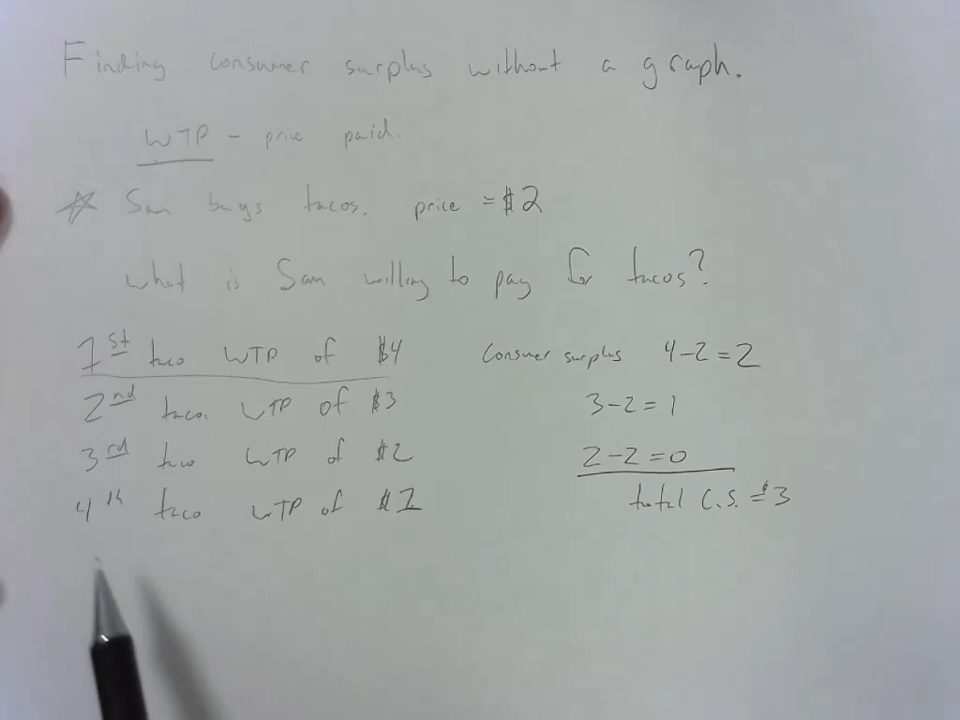 Finding consumer surplus without a graph.
WTP - price paid.
☆ Sam buys tacos. price = $2
what is Sam willing to pay for tacos?
1st taco WTP of $4 Consumer surplus 4-2=2
2nd taco. WTP of $3 3-2=1
3rd taco WTP of $2 2-2=0
4th taco WTP of $1 total C.S. = $3